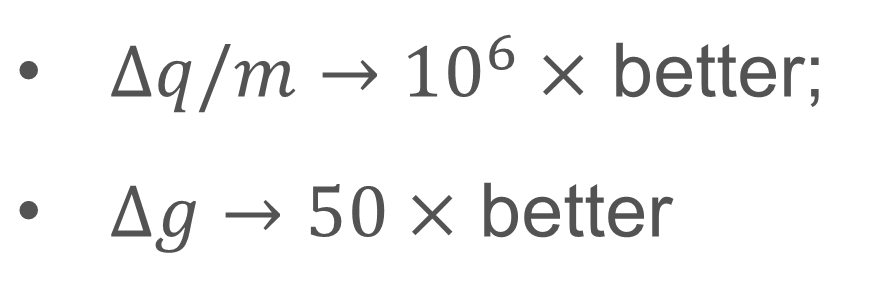 • Δq/m → 10⁶ × better;
• Δg → 50 × better